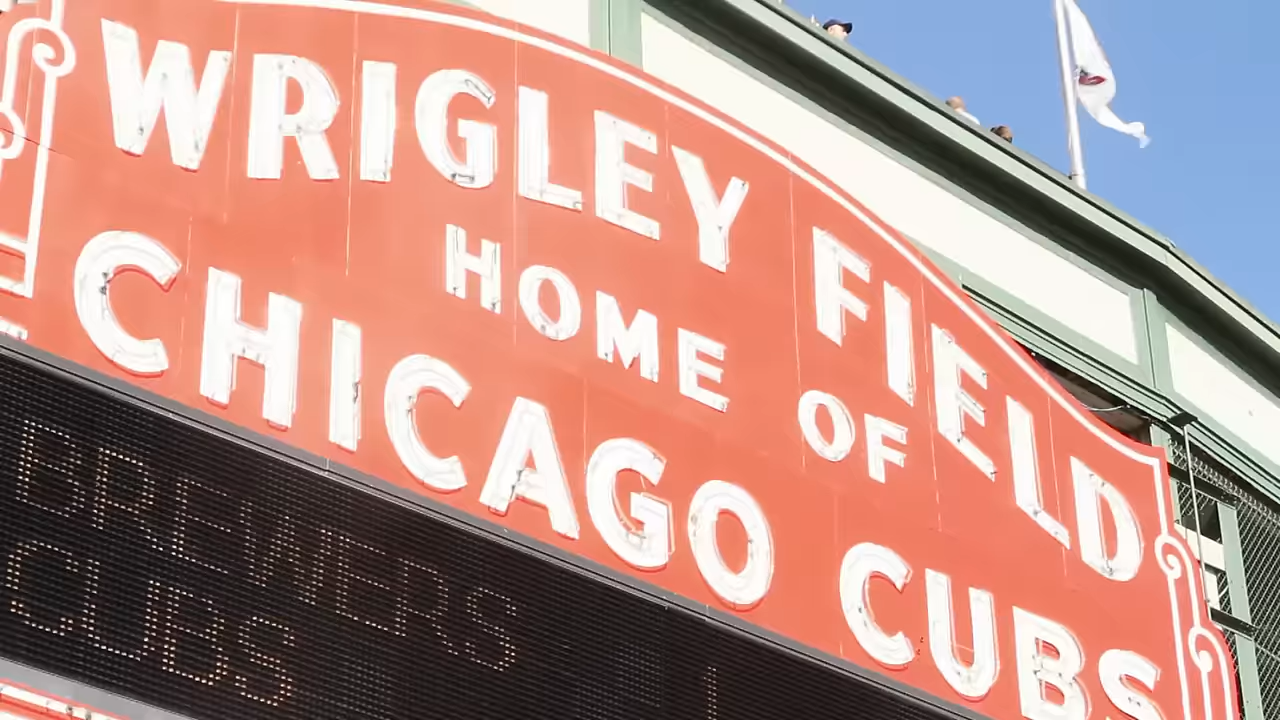 WRIGLEY FIELD
HOME OF
CHICAGO CUBS
BREWERS
CUBS